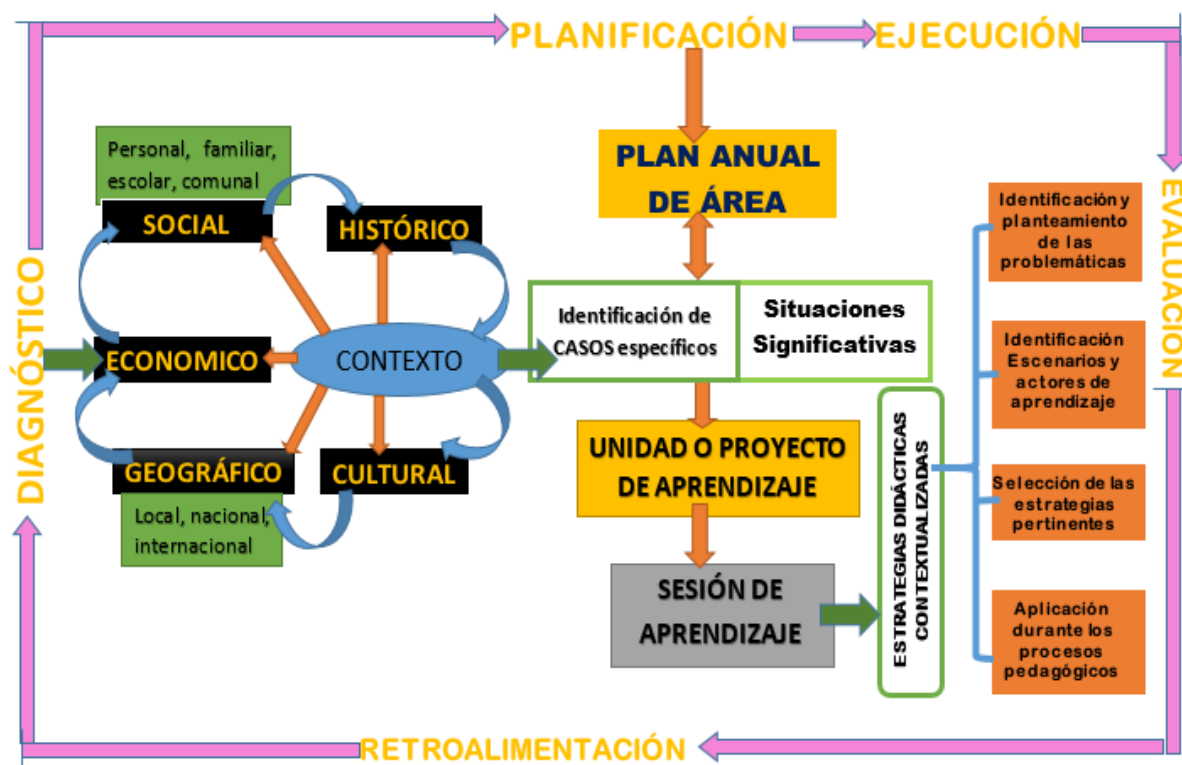 PLANIFICACIÓN
EJECUCIÓN
DIAGNÓSTICO
Personal, familiar,
escolar, comunal
SOCIAL
HISTÓRICO
ECONOMICO
CONTEXTO
GEOGRÁFICO
CULTURAL
Local, nacional,
internacional
PLAN ANUAL
DE ÁREA
Identificación de
CASOS específicos
Situaciones
Significativas
UNIDAD O PROYECTO
DE APRENDIZAJE
SESIÓN DE
APRENDIZAJE
ESTRATEGIAS DIDÁCTICAS
CONTEXTUALIZADAS
Identificación y
planteamiento
de las
problemáticas
Identificación
Escenarios y
actores de
aprendizaje
Selección de las
estrategias
pertinentes
Aplicación
durante los
procesos
pedagógicos
EVALUACION
RETROALIMENTACIÓN